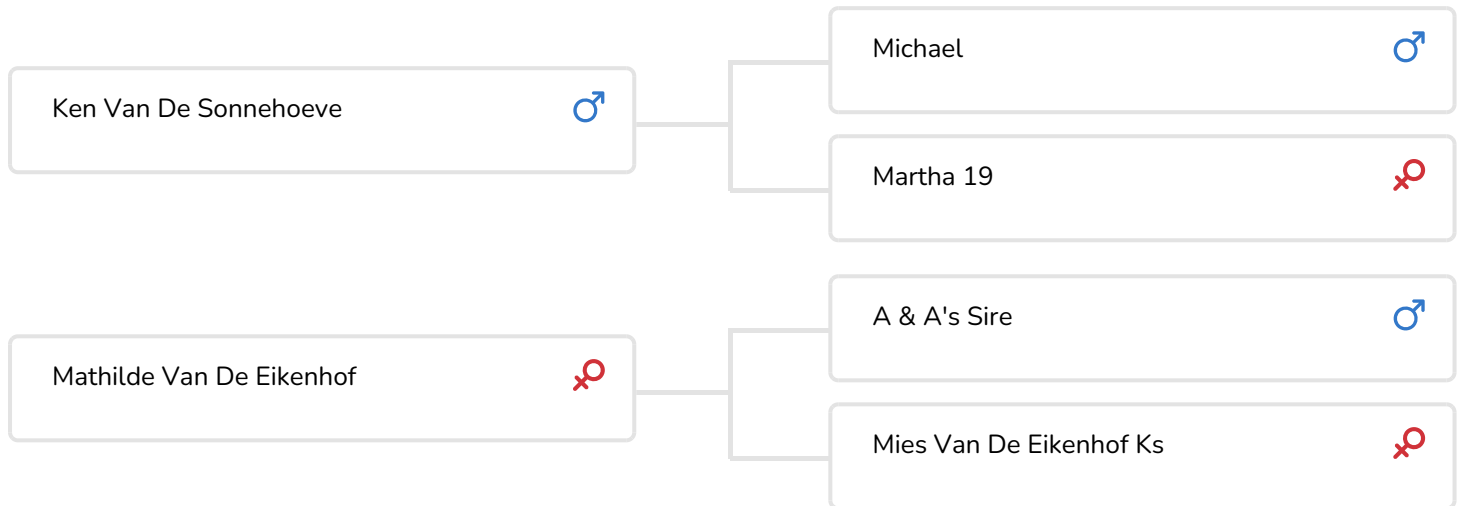 Michael
Ken Van De Sonnehoeve
Martha 19
A & A's Sire
Mathilde Van De Eikenhof
Mies Van De Eikenhof Ks